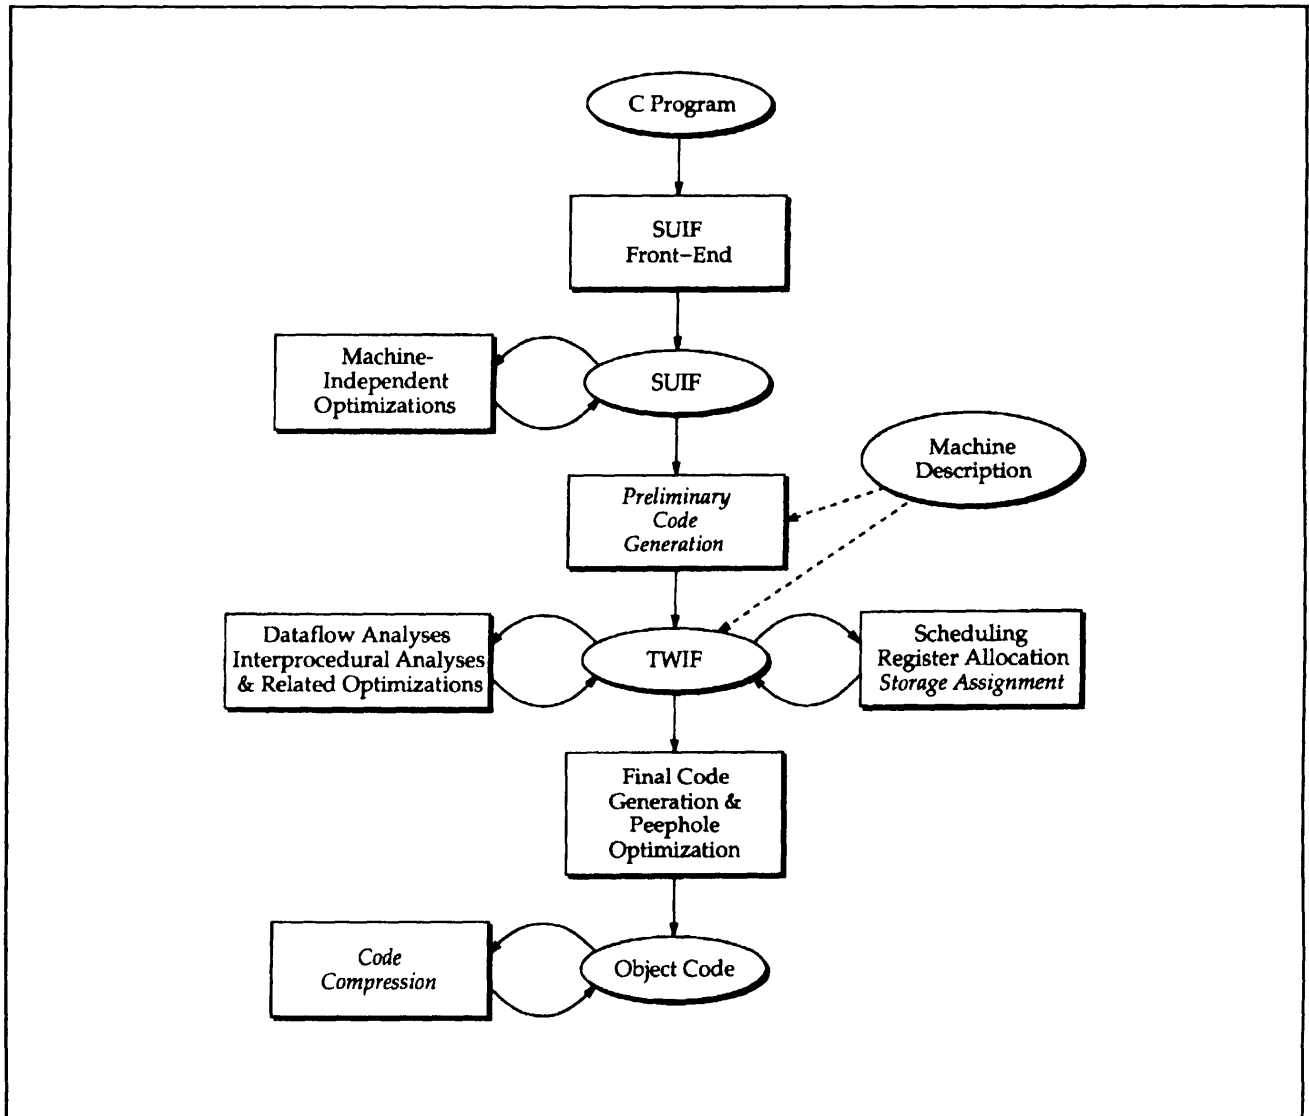 C Program
SUIF
Front-End
Machine-
Independent
Optimizations
SUIF
Machine
Description
Preliminary
Code
Generation
Dataflow Analyses
Interprocedural Analyses
& Related Optimizations
TWIF
Scheduling
Register Allocation
Storage Assignment
Final Code
Generation &
Peephole
Optimization
Code
Compression
Object Code